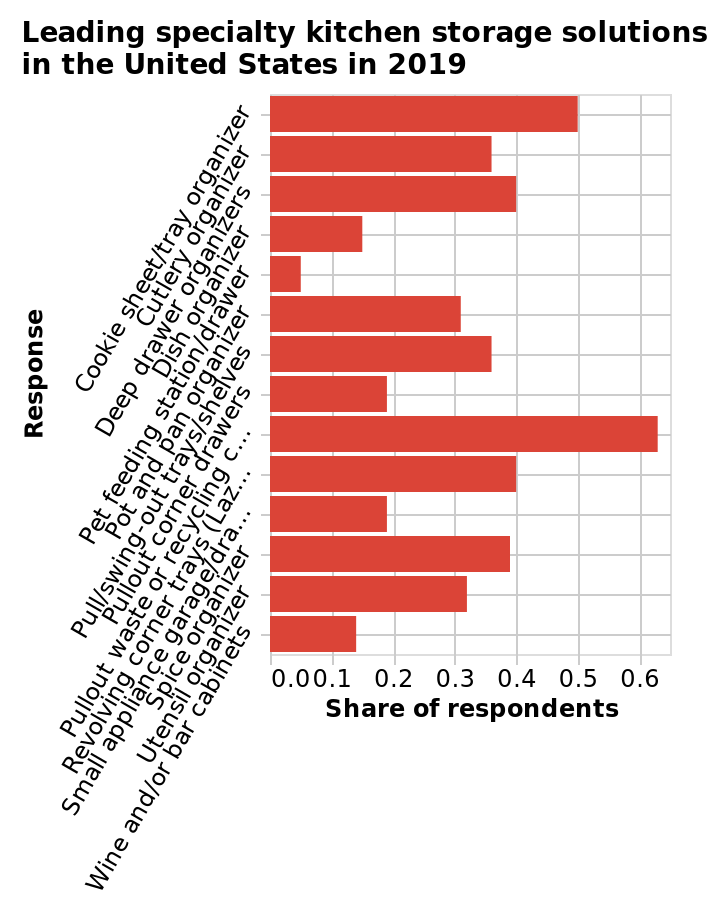 Leading specialty kitchen storage solutions
in the United States in 2019
Response
Cookie sheet/tray organizer
Cutlery organizer
Deep drawer organizers
Dish organizer
Pet feeding station/drawer
Pot and pan organizer
Pull/swing-out trays/shelves
Pullout corner drawers
Pullout waste or recycling c...
Revolving corner trays (Laz...
Small appliance garage/dra...
Spice organizer
Utensil organizer
Wine and/or bar cabinets
0.0 0.1 0.2 0.3 0.4 0.5 0.6
Share of respondents